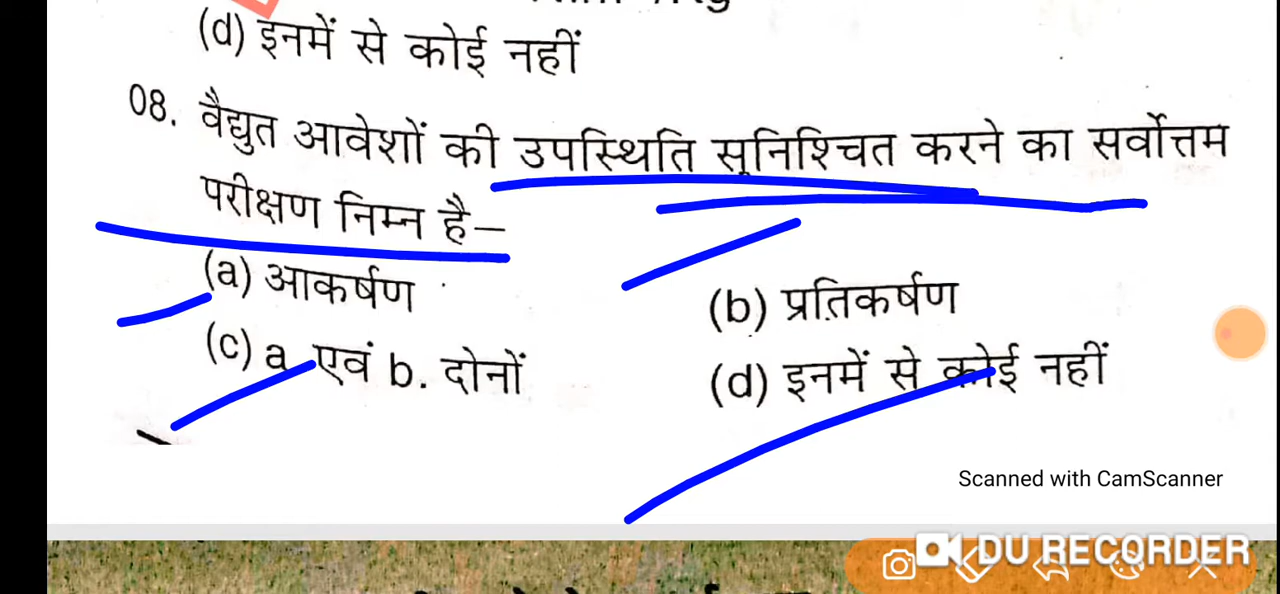 (d) इनमें से कोई नहीं
08. वैद्युत आवेशों की उपस्थिति सुनिश्चित करने का सर्वोत्तम
परीक्षण निम्न है–
(a) आकर्षण
(b) प्रतिकर्षण
(c) a एवं b. दोनों
(d) इनमें से कोई नहीं
Scanned with CamScanner
DU RECORDER